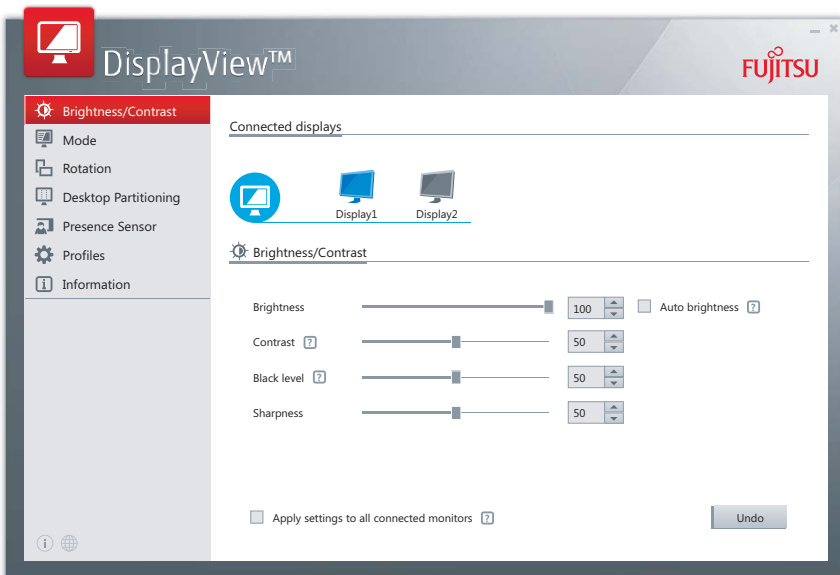 DisplayView™
FUJITSU
Brightness/Contrast
Mode
Rotation
Desktop Partitioning
Presence Sensor
Profiles
Information
Connected displays
Display1 Display2
Brightness/Contrast
Brightness 100 Auto brightness ?
Contrast ? 50
Black level ? 50
Sharpness 50
Apply settings to all connected monitors ? Undo